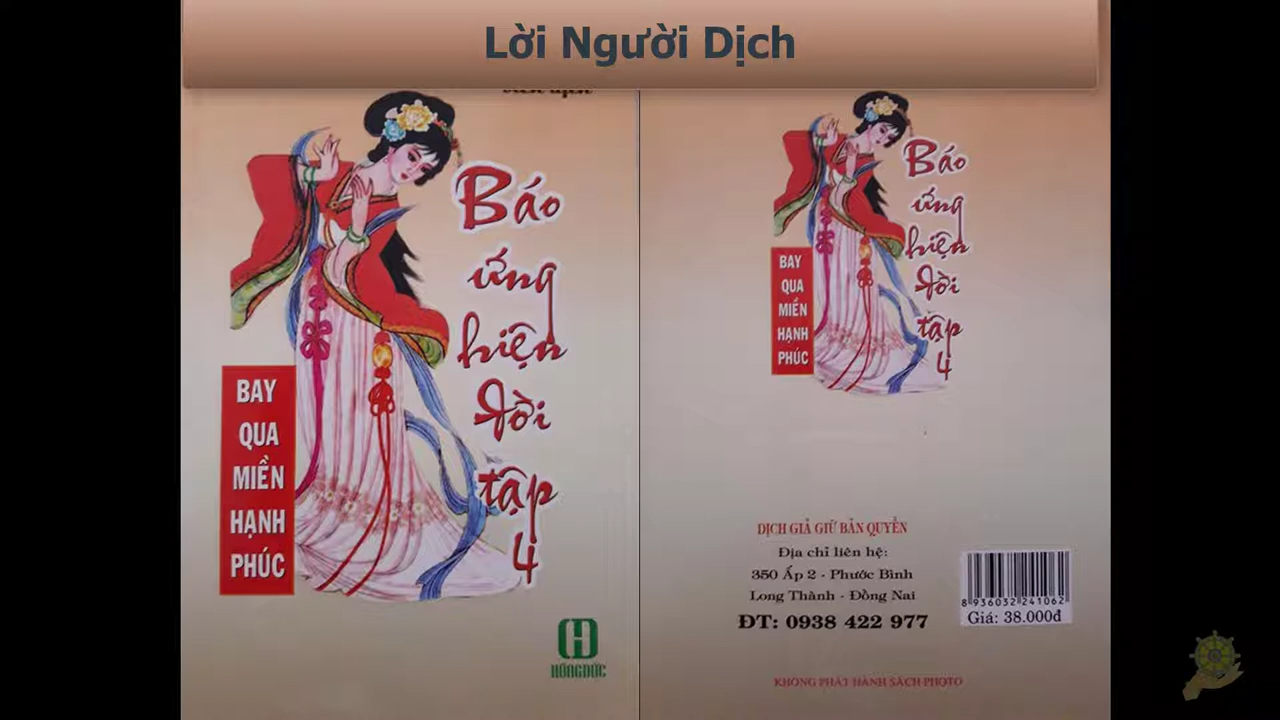 Lời Người Dịch
Báo
ứng
hiện
đời
tập
4
BAY
QUA
MIỀN
HẠNH
PHÚC
HỒNG ĐỨC
Báo
ứng
hiện
đời
tập
4
BAY
QUA
MIỀN
HẠNH
PHÚC
DỊCH GIẢ GIỮ BẢN QUYỀN
Địa chỉ liên hệ:
350 Ấp 2 - Phước Bình
Long Thành - Đồng Nai
ĐT: 0938 422 977
8 936032 241062
Giá: 38.000đ
KHÔNG PHÁT HÀNH SÁCH PHOTO